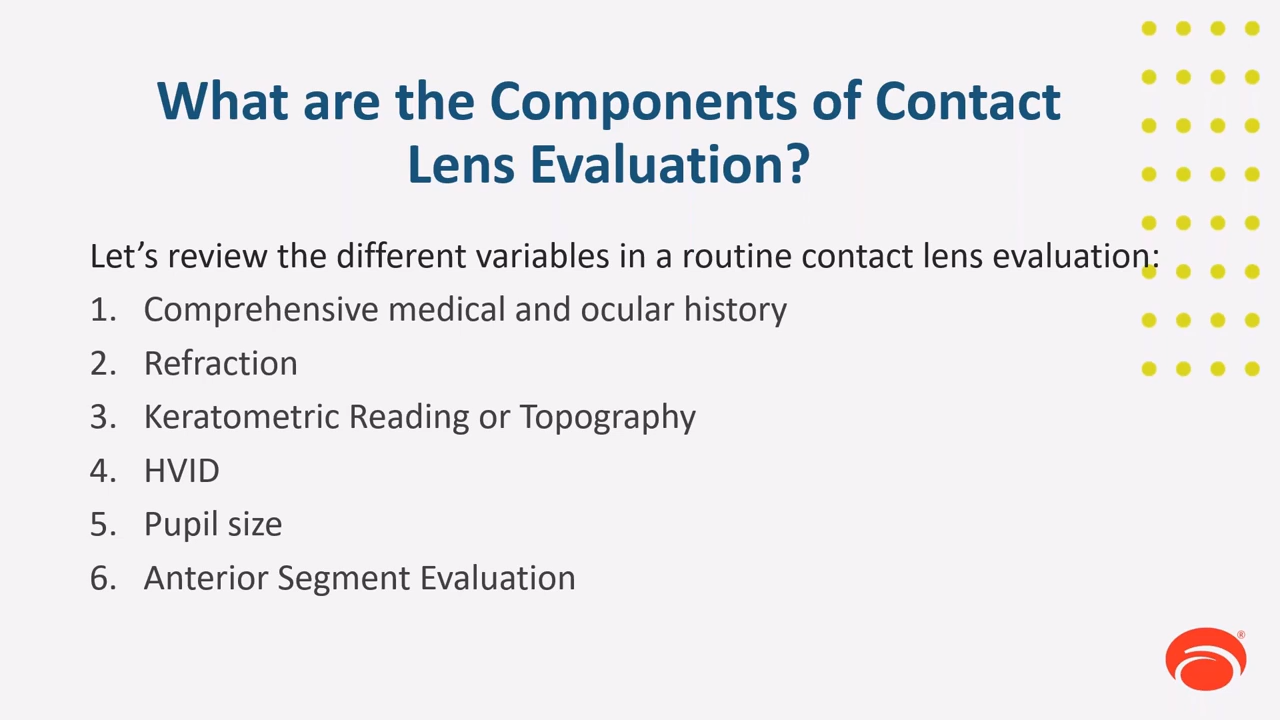 What are the Components of Contact
Lens Evaluation?
Let’s review the different variables in a routine contact lens evaluation:
1. Comprehensive medical and ocular history
2. Refraction
3. Keratometric Reading or Topography
4. HVID
5. Pupil size
6. Anterior Segment Evaluation
®